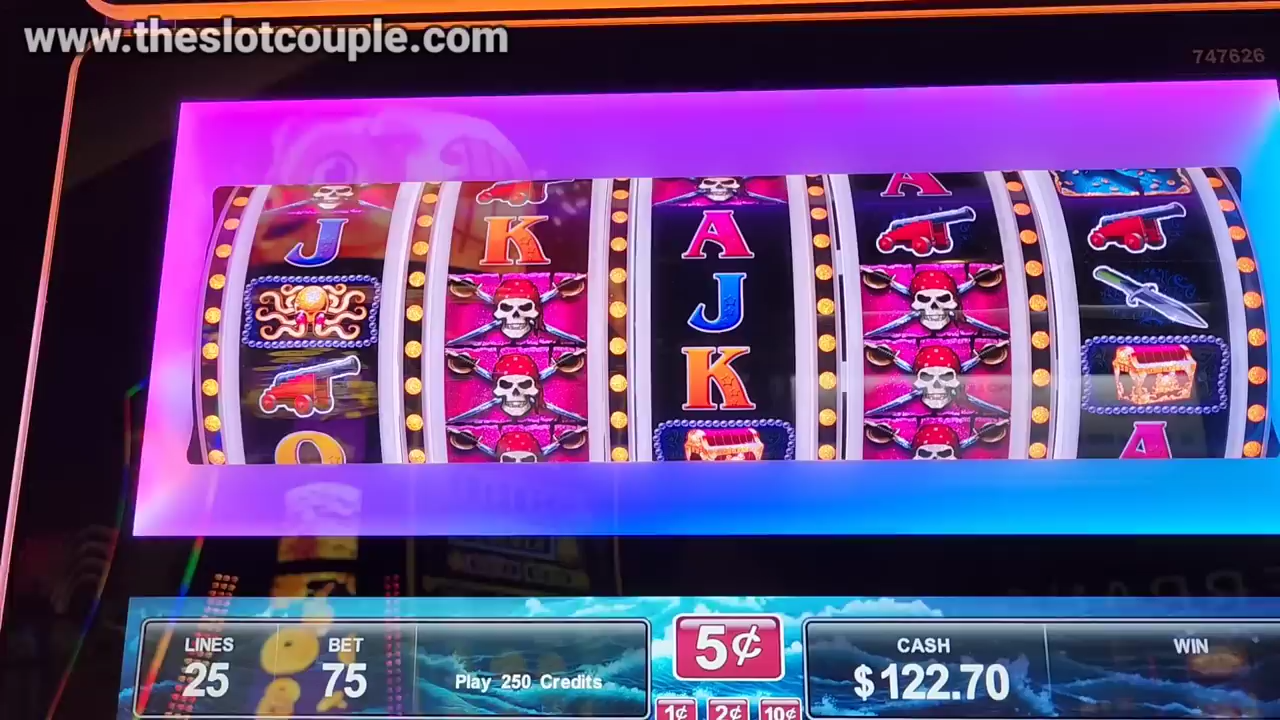 www.theslotcouple.com
747626
A
J K A
J
K
Q A
LINES BET 5¢ CASH WIN
25 75 Play 250 Credits $122.70
1¢ 2¢ 10¢